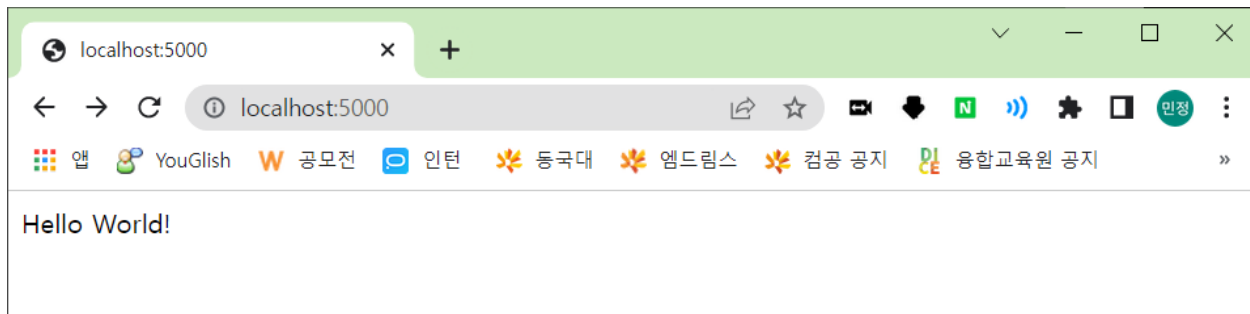 localhost:5000
localhost:5000 N 민정
앱 YouGlish W 공모전 인턴 동국대 엠드림스 컴공 공지 DICE 융합교육원 공지 »
Hello World!